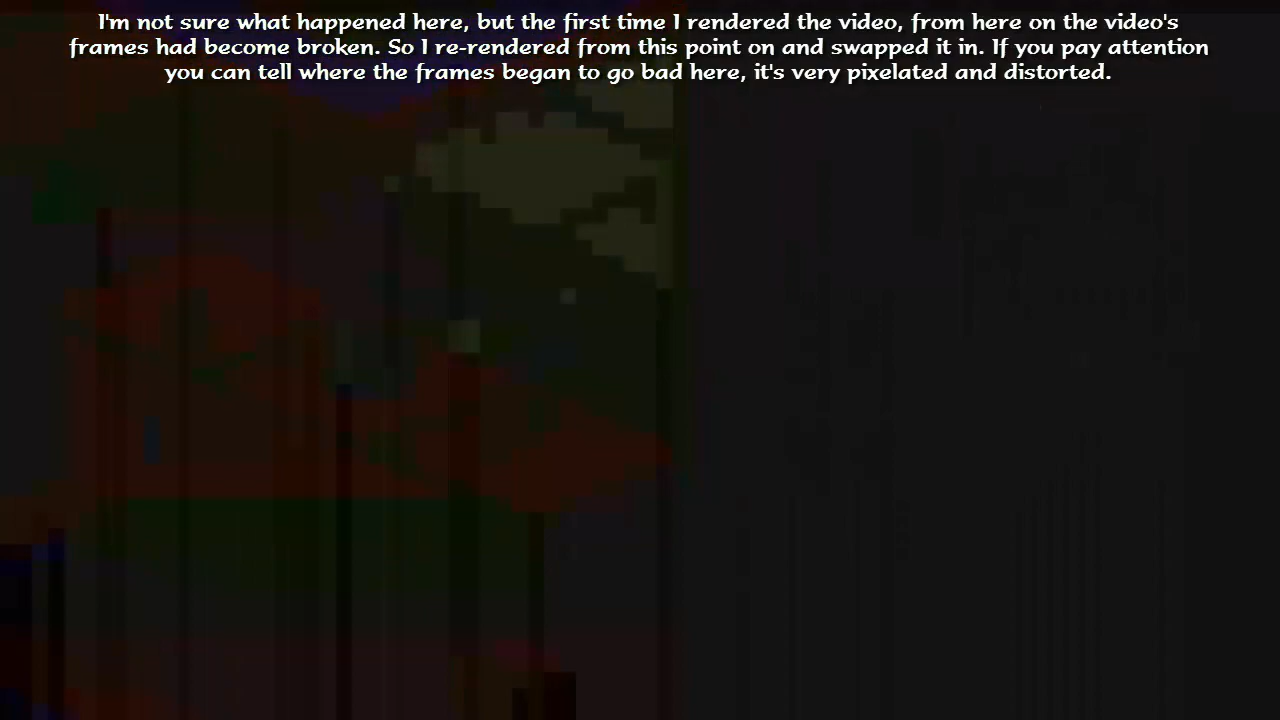 I'm not sure what happened here, but the first time I rendered the video, from here on the video's
frames had become broken. So I re-rendered from this point on and swapped it in. If you pay attention
you can tell where the frames began to go bad here, it's very pixelated and distorted.